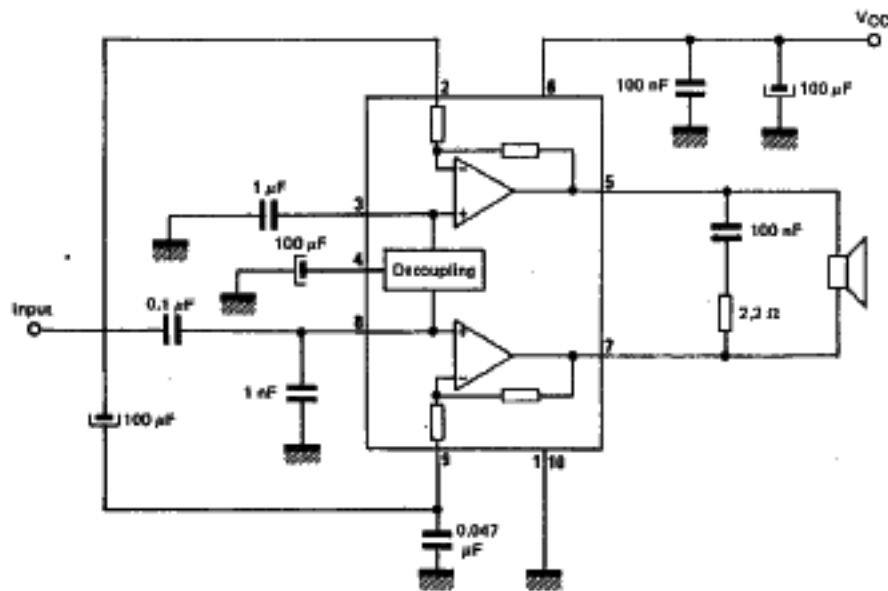 VCC
2
6
100 nF
100 µF
1 µF
3
5
100 µF
4
Decoupling
100 nF
Input
0.1 µF
8
2,2 Ω
7
1 nF
100 µF
9
1
10
0.047
µF